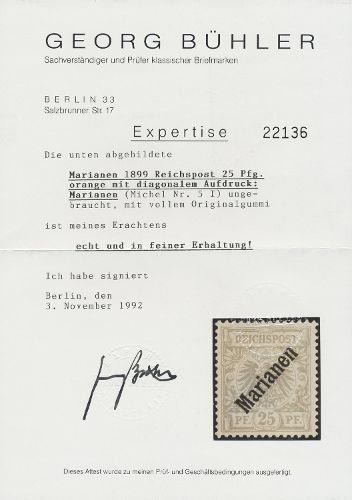 GEORG BÜHLER
Sachverständiger und Prüfer klassischer Briefmarken
BERLIN 33
Salzbrunner Str. 17
Expertise 22136
Die unten abgebildete
Marianen 1899 Reichspost 25 Pfg.
orange mit diagonalem Aufdruck:
Marianen (Michel Nr. 5 I) unge-
braucht, mit vollem Originalgummi
ist meines Erachtens
echt und in feiner Erhaltung!
Ich habe signiert
Berlin, den
3. November 1992
REICHSPOST
Marianen
PF. 25 PF.
Dieses Attest wurde zu meinen Prüf- und Geschäftsbedingungen ausgefertigt.